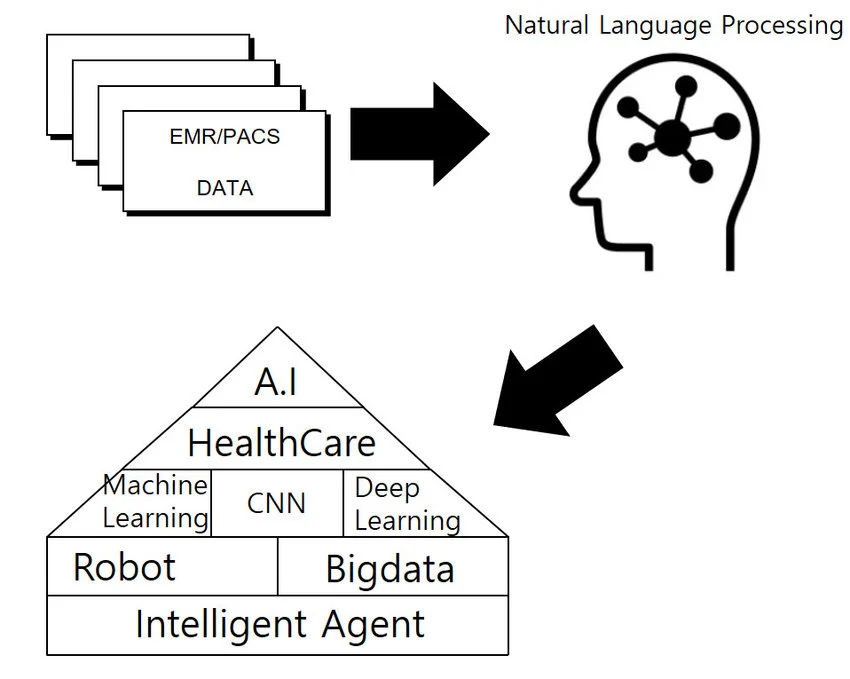 Natural Language Processing
EMR/PACS
DATA
A.I
HealthCare
Machine
Learning
CNN
Deep
Learning
Robot
Bigdata
Intelligent Agent